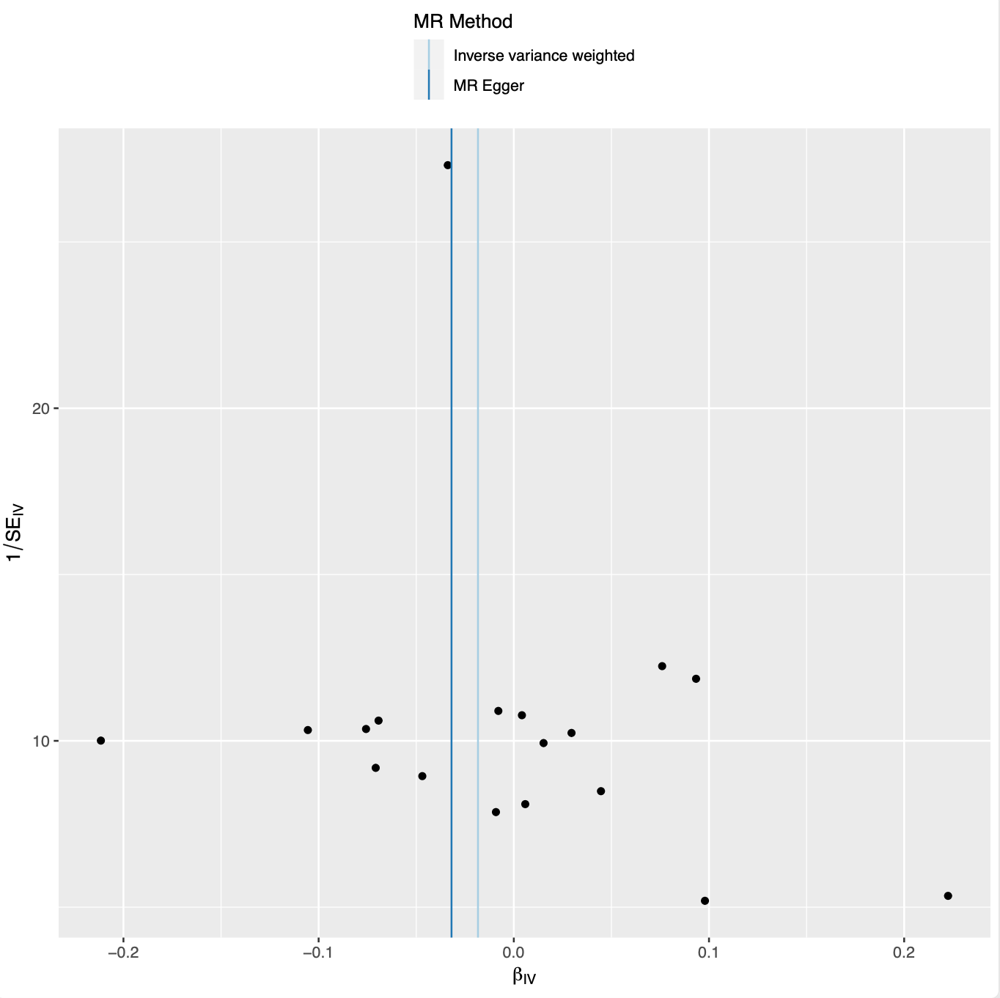 MR Method
Inverse variance weighted
MR Egger
1/SE_IV
20
10
−0.2
−0.1
0.0
0.1
0.2
β_IV